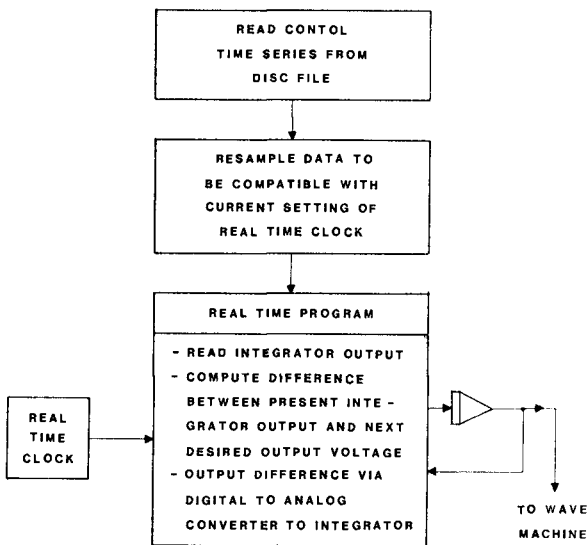 READ CONTOL
TIME SERIES FROM
DISC FILE
RESAMPLE DATA TO
BE COMPATIBLE WITH
CURRENT SETTING OF
REAL TIME CLOCK
REAL TIME PROGRAM
- READ INTEGRATOR OUTPUT
- COMPUTE DIFFERENCE
BETWEEN PRESENT INTE-
GRATOR OUTPUT AND NEXT
DESIRED OUTPUT VOLTAGE
- OUTPUT DIFFERENCE VIA
DIGITAL TO ANALOG
CONVERTER TO INTEGRATOR
REAL
TIME
CLOCK
TO WAVE
MACHINE